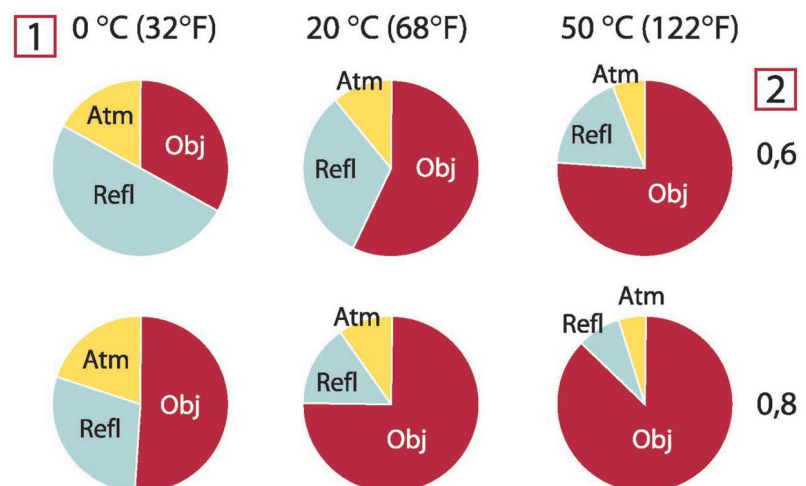 1
0 °C (32°F) 20 °C (68°F) 50 °C (122°F)
2
Atm Obj Refl
Atm Refl Obj
Atm Refl Obj
0,6
Atm Obj Refl
Atm Refl Obj
Atm Refl Obj
0,8